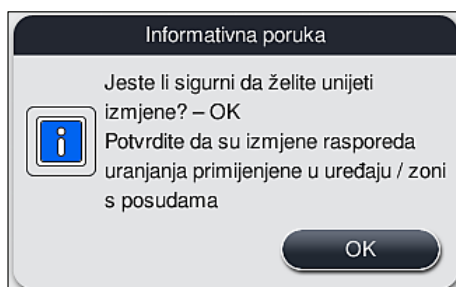 Informativna poruka
Jeste li sigurni da želite unijeti
izmjene? – OK
Potvrdite da su izmjene rasporeda
uranjanja primijenjene u uređaju / zoni
s posudama
OK